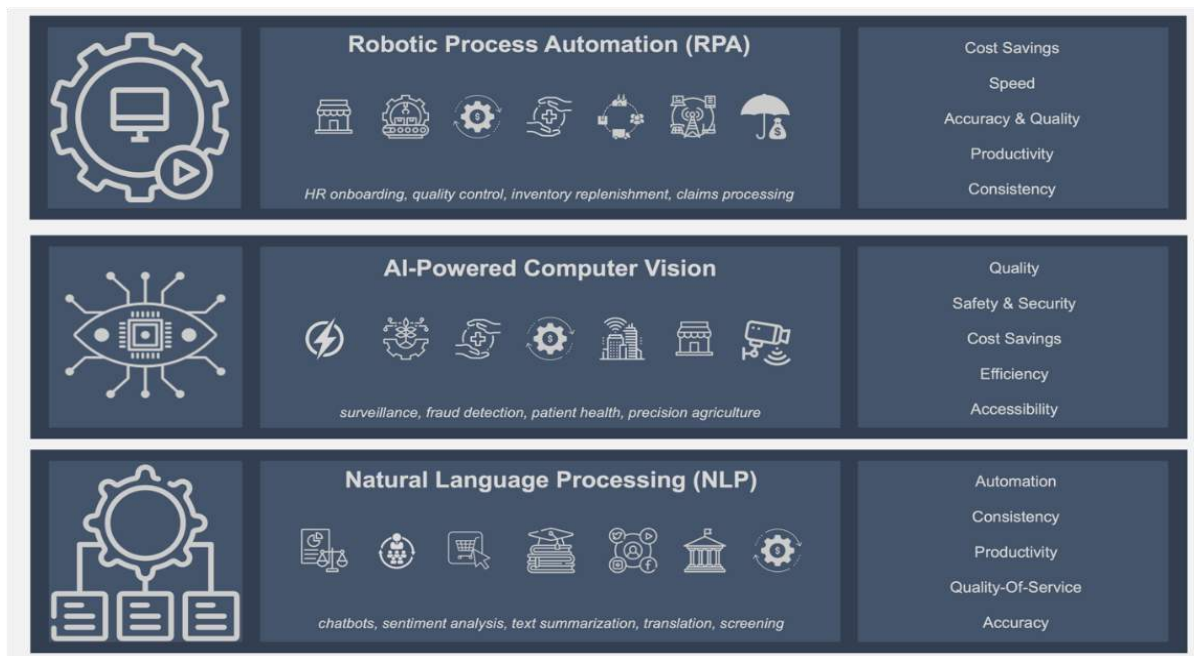 Robotic Process Automation (RPA)
HR onboarding, quality control, inventory replenishment, claims processing
Cost Savings
Speed
Accuracy & Quality
Productivity
Consistency
AI-Powered Computer Vision
surveillance, fraud detection, patient health, precision agriculture
Quality
Safety & Security
Cost Savings
Efficiency
Accessibility
Natural Language Processing (NLP)
chatbots, sentiment analysis, text summarization, translation, screening
Automation
Consistency
Productivity
Quality-Of-Service
Accuracy